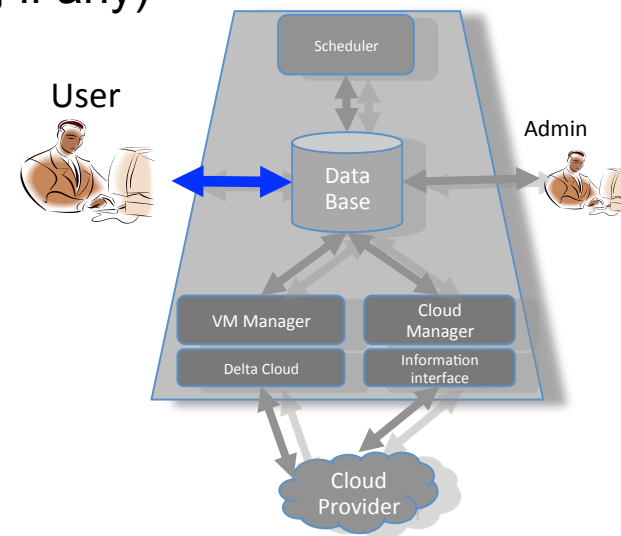 if any)
Scheduler
User
Admin
Data
Base
VM Manager
Cloud
Manager
Delta Cloud
Information
interface
Cloud
Provider